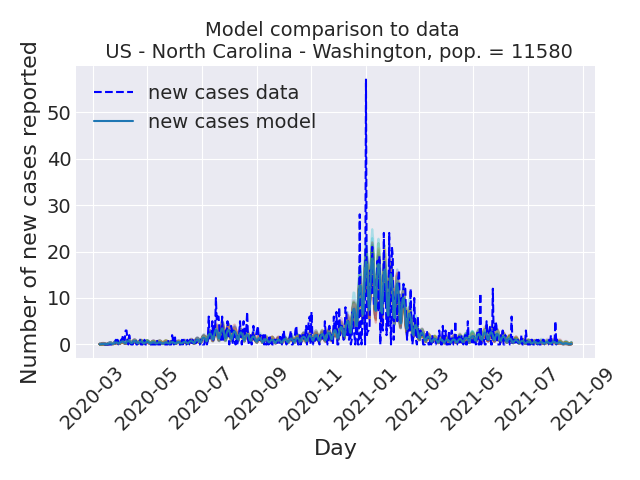 Model comparison to data
US - North Carolina - Washington, pop. = 11580
Number of new cases reported
new cases data
new cases model
50
40
30
20
10
0
2020-03
2020-05
2020-07
2020-09
2020-11
2021-01
2021-03
2021-05
2021-07
2021-09
Day